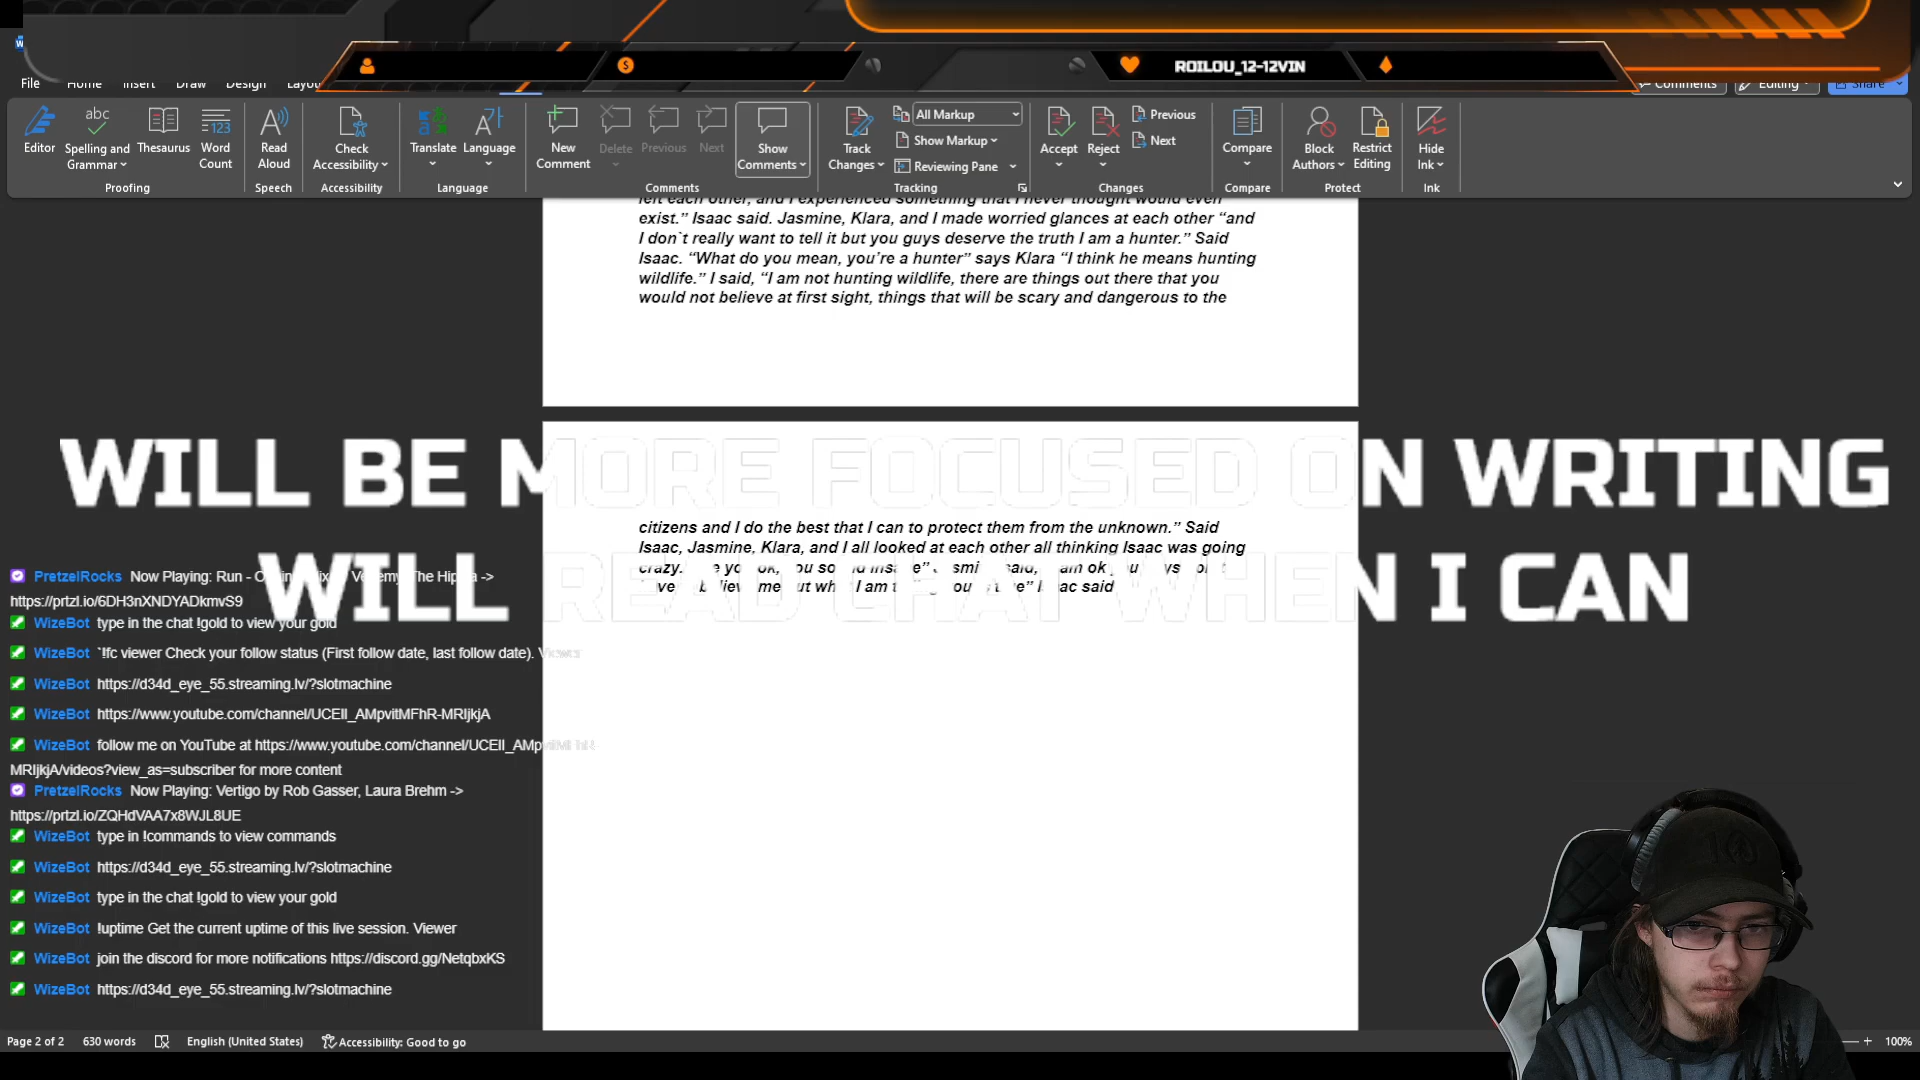 ROILOU_12-12VIN
File Home Insert Draw Design Comments Editing Share
Editor Spelling and Grammar Thesaurus Word Count Read Aloud Check Accessibility Translate Language New Comment Delete Previous Next Show Comments Track Changes All Markup Show Markup Reviewing Pane Accept Reject Previous Next Compare Block Authors Restrict Editing Hide Ink
Proofing Speech Accessibility Language Comments Tracking Changes Compare Protect Ink
left each other, and I experienced something that I never thought would even
exist.” Isaac said. Jasmine, Klara, and I made worried glances at each other “and
I don`t really want to tell it but you guys deserve the truth I am a hunter.” Said
Isaac. “What do you mean, you’re a hunter” says Klara “I think he means hunting
wildlife.” I said, “I am not hunting wildlife, there are things out there that you
would not believe at first sight, things that will be scary and dangerous to the
WILL BE MORE FOCUSED ON WRITING
WILL READ CHAT WHEN I CAN
citizens and I do the best that I can to protect them from the unknown.” Said
Isaac, Jasmine, Klara, and I all looked at each other all thinking Isaac was going
PretzelRocks Now Playing: Run
https://prtzl.io/6DH3nXNDYADkmvS9
WizeBot type in the chat !gold to view your gold
WizeBot `!fc viewer Check your follow status (First follow date, last follow date). Viewer
WizeBot https://d34d_eye_55.streaming.lv/?slotmachine
WizeBot https://www.youtube.com/channel/UCEIl_AMpvitMFhR-MRIjkjA
WizeBot follow me on YouTube at
MRIjkjA/videos?view_as=subscriber for more content
PretzelRocks Now Playing: Vertigo by Rob Gasser, Laura Brehm ->
https://prtzl.io/ZQHdVAA7x8WJL8UE
WizeBot type in !commands to view commands
WizeBot https://d34d_eye_55.streaming.lv/?slotmachine
WizeBot type in the chat !gold to view your gold
WizeBot !uptime Get the current uptime of this live session. Viewer
WizeBot join the discord for more notifications https://discord.gg/NetqbxKS
WizeBot https://d34d_eye_55.streaming.lv/?slotmachine
Page 2 of 2 630 words English (United States) Accessibility: Good to go 100%